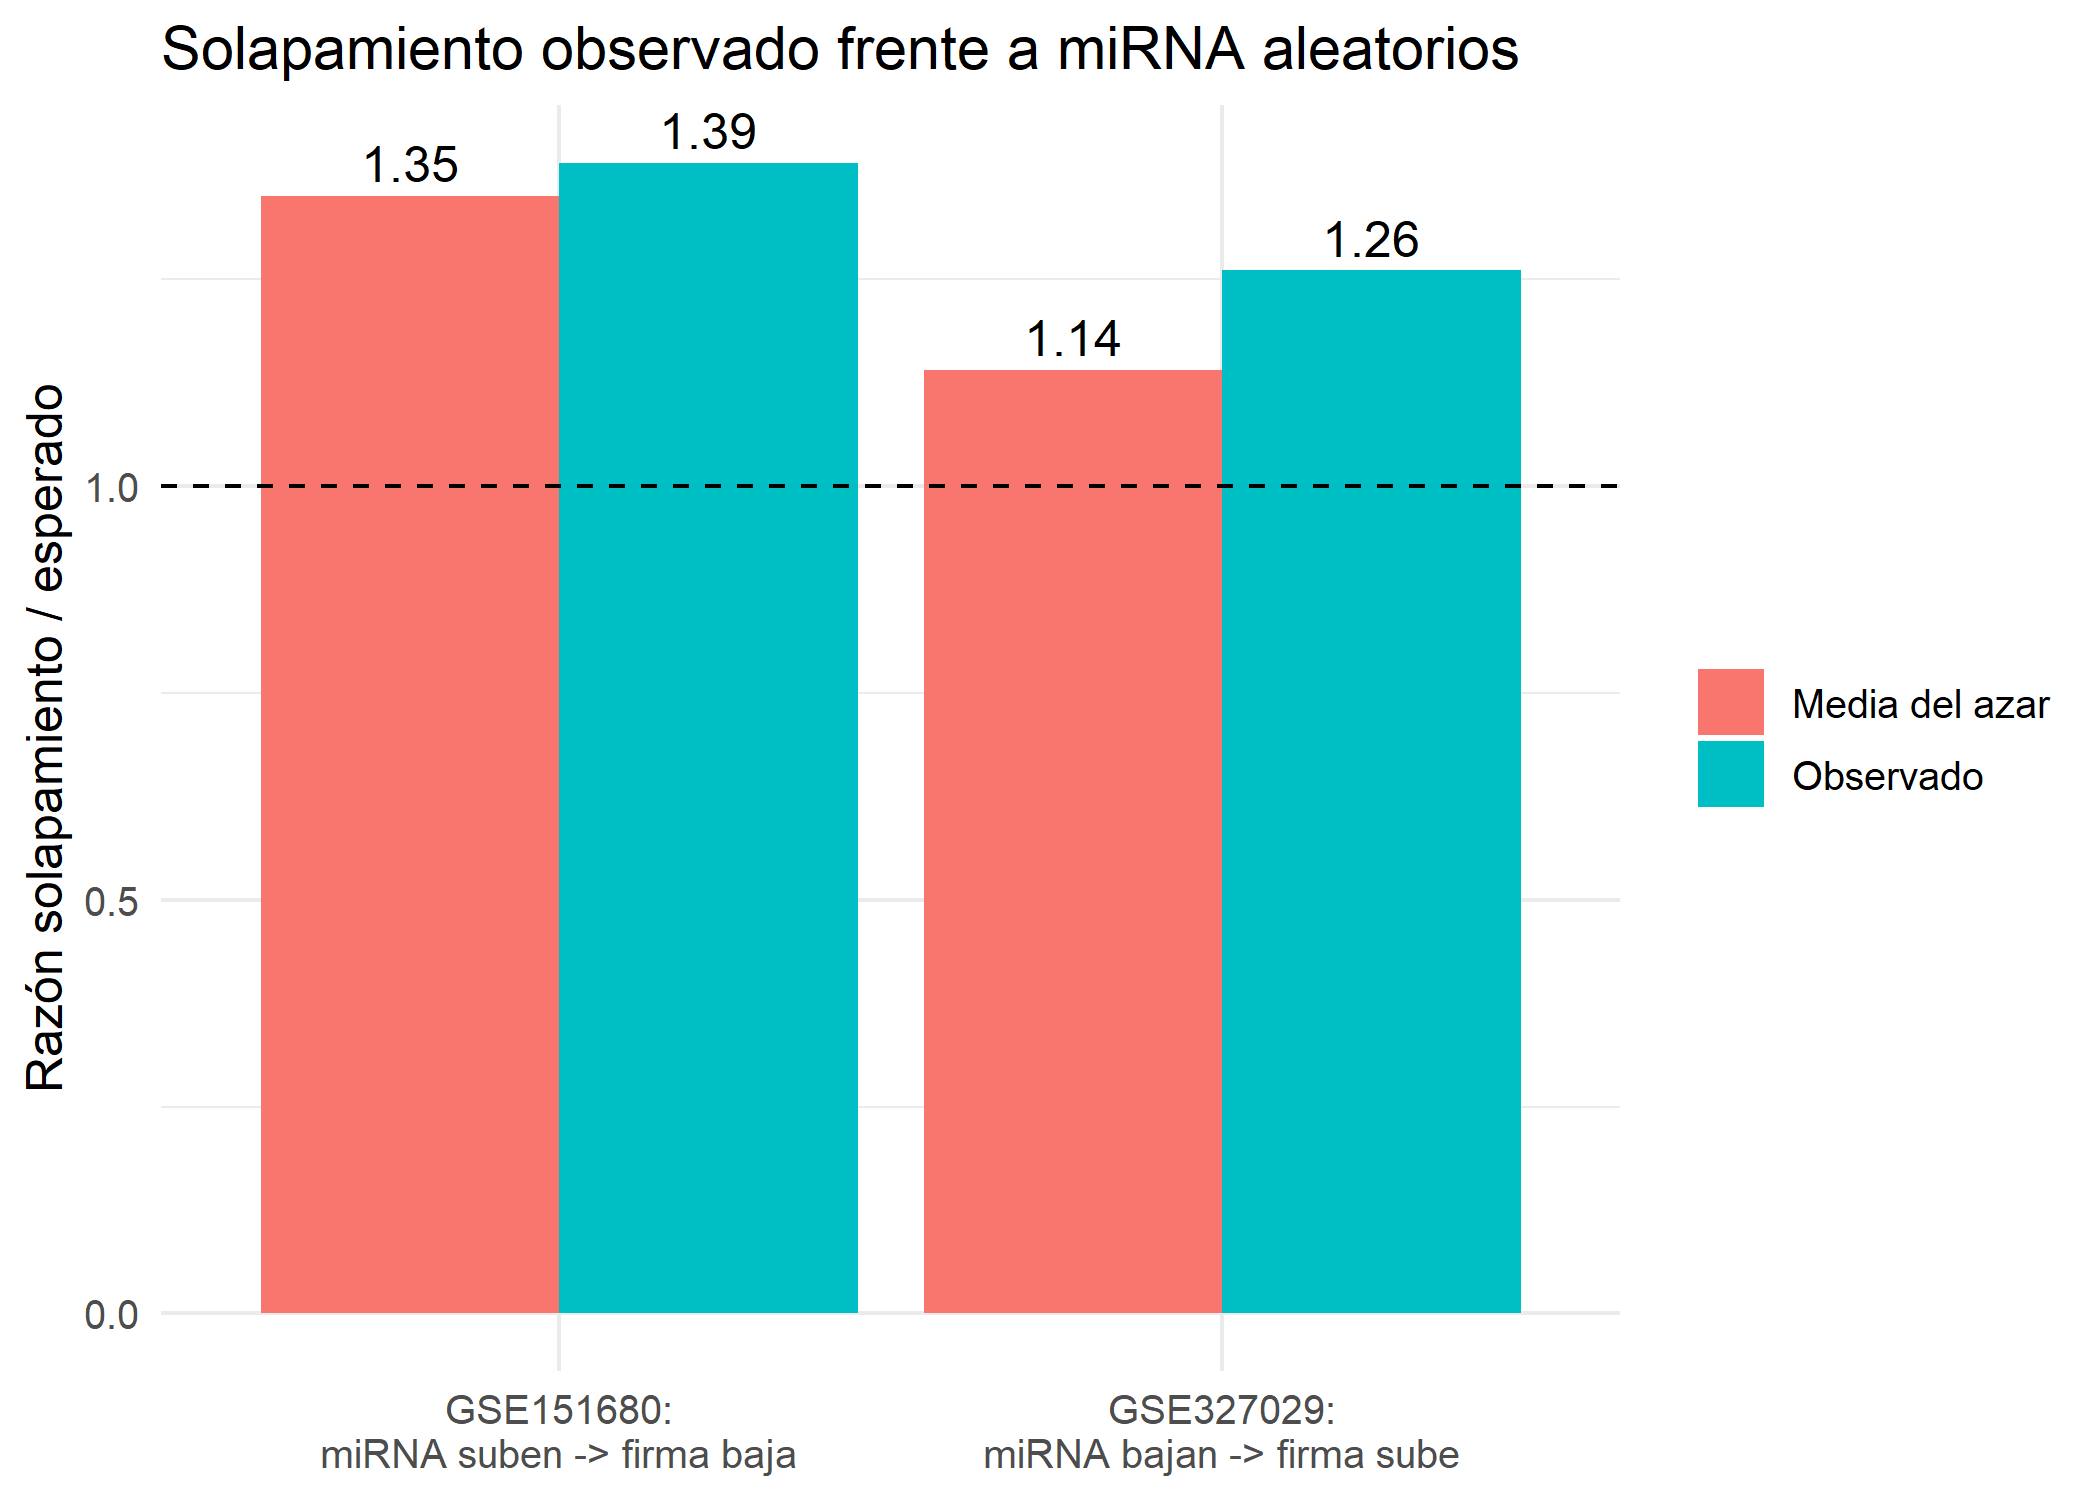 Solapamiento observado frente a miRNA aleatorios
Razón solapamiento / esperado
1.35
1.39
1.14
1.26
1.0
0.5
0.0
GSE151680:
miRNA suben -> firma baja
GSE327029:
miRNA bajan -> firma sube
Media del azar
Observado